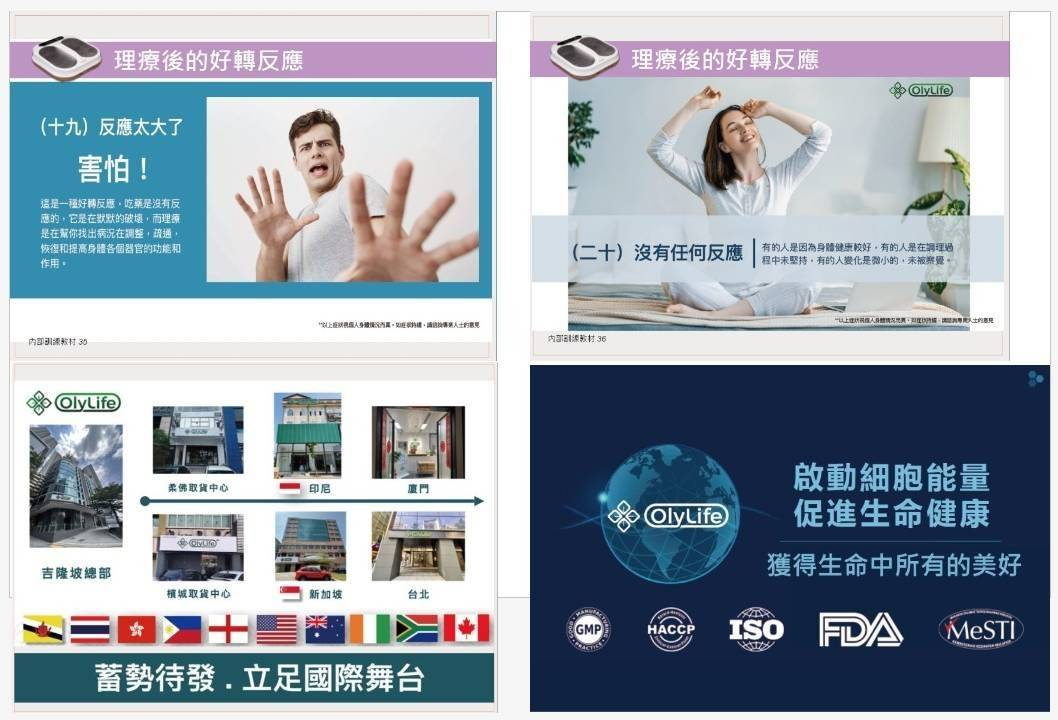 理療後的好轉反應
（十九）反應太大了
害怕！
這是一種好轉反應，吃藥是沒有反
應的，它是在默默的破壞，而理療
是在幫你找出病況在調整，疏通，
恢復和提高身體各個器官的功能和
作用。
**以上症狀視個人身體情況而異，如症狀持續，請諮詢專業人士的意見
內部訓練教材 35
理療後的好轉反應
OlyLife
（二十）沒有任何反應
有的人是因為身體健康較好，有的人是在調理過
程中未堅持，有的人變化是微小的，未被察覺。
**以上症狀視個人身體情況而異，如症狀持續，請諮詢專業人士的意見
內部訓練教材 36
OlyLife
柔佛取貨中心
印尼
廈門
吉隆坡總部
OlyLife
檳城取貨中心
新加坡
台北
蓄勢待發 . 立足國際舞台
OlyLife
啟動細胞能量
促進生命健康
獲得生命中所有的美好
GOOD MANUFACTURING
GMP
PRACTICE
HACCP
ISO
FDA
MeSTI